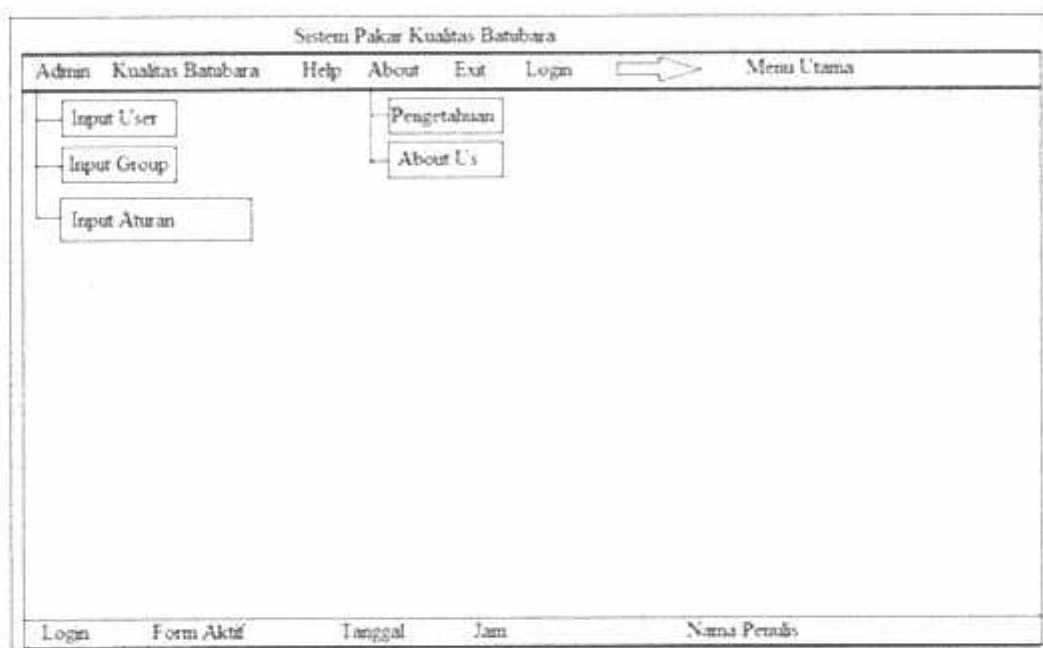 Sistem Pakar Kualitas Batubara
Admin Kualitas Batubara Help About Exit Login Menu Utama
Input User Pengetahuan
Input Group About Us
Input Aturan
Login Form Aktif Tanggal Jam Nama Penulis